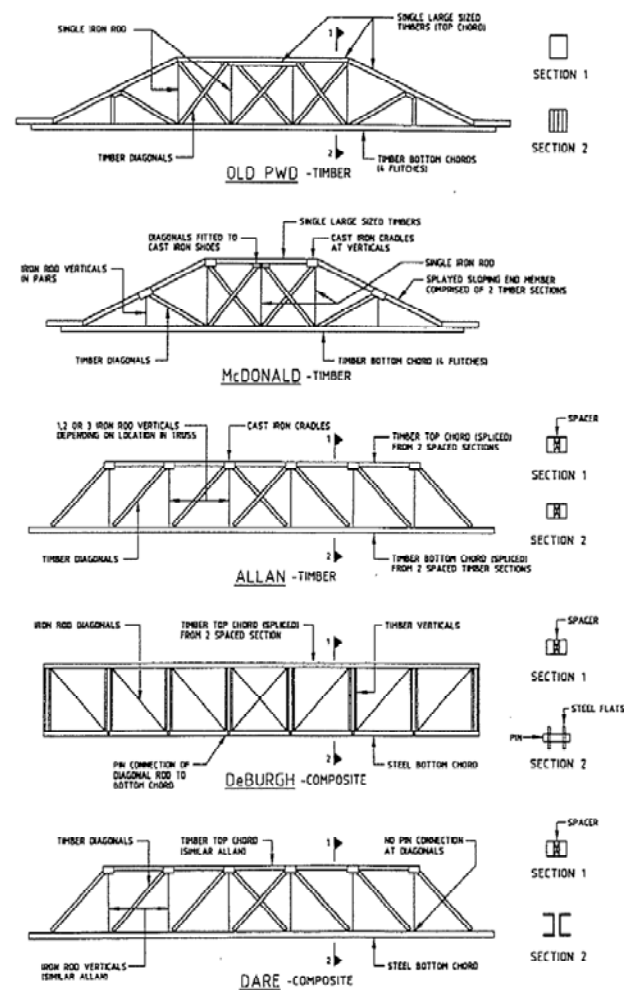 SINGLE IRON ROD
SINGLE LARGE SIZED
TIMBERS (TOP CHORD)
1
SECTION 1
SECTION 2
TIMBER DIAGONALS
2
TIMBER BOTTOM CHORDS
(4 FLITCHES)
OLD PWD -TIMBER
SINGLE LARGE SIZED TIMBERS
DIAGONALS FITTED TO
CAST IRON SHOES
CAST IRON CRADLES
AT VERTICALS
IRON ROD VERTICALS
IN PAIRS
SINGLE IRON ROD
SPLAYED SLOPING END MEMBER
COMPRISED OF 2 TIMBER SECTIONS
TIMBER DIAGONALS
TIMBER BOTTOM CHORD (4 FLITCHES)
McDONALD -TIMBER
1,2 OR 3 IRON ROD VERTICALS
DEPENDING ON LOCATION IN TRUSS
CAST IRON CRADLES
1
TIMBER TOP CHORD (SPLICED)
FROM 2 SPACED SECTIONS
SPACER
SECTION 1
SECTION 2
TIMBER DIAGONALS
2
TIMBER BOTTOM CHORD (SPLICED)
FROM 2 SPACED TIMBER SECTIONS
ALLAN -TIMBER
IRON ROD DIAGONALS
TIMBER TOP CHORD (SPLICED)
FROM 2 SPACED SECTION
1
TIMBER VERTICALS
SPACER
SECTION 1
STEEL FLATS
PIN
SECTION 2
PIN CONNECTION OF
DIAGONAL ROD TO
BOTTOM CHORD
2
STEEL BOTTOM CHORD
DeBURGH -COMPOSITE
TIMBER DIAGONALS
TIMBER TOP CHORD
(SIMILAR ALLAN)
1
NO PIN CONNECTION
AT DIAGONALS
SPACER
SECTION 1
SECTION 2
IRON ROD VERTICALS
(SIMILAR ALLAN)
2
STEEL BOTTOM CHORD
DARE -COMPOSITE